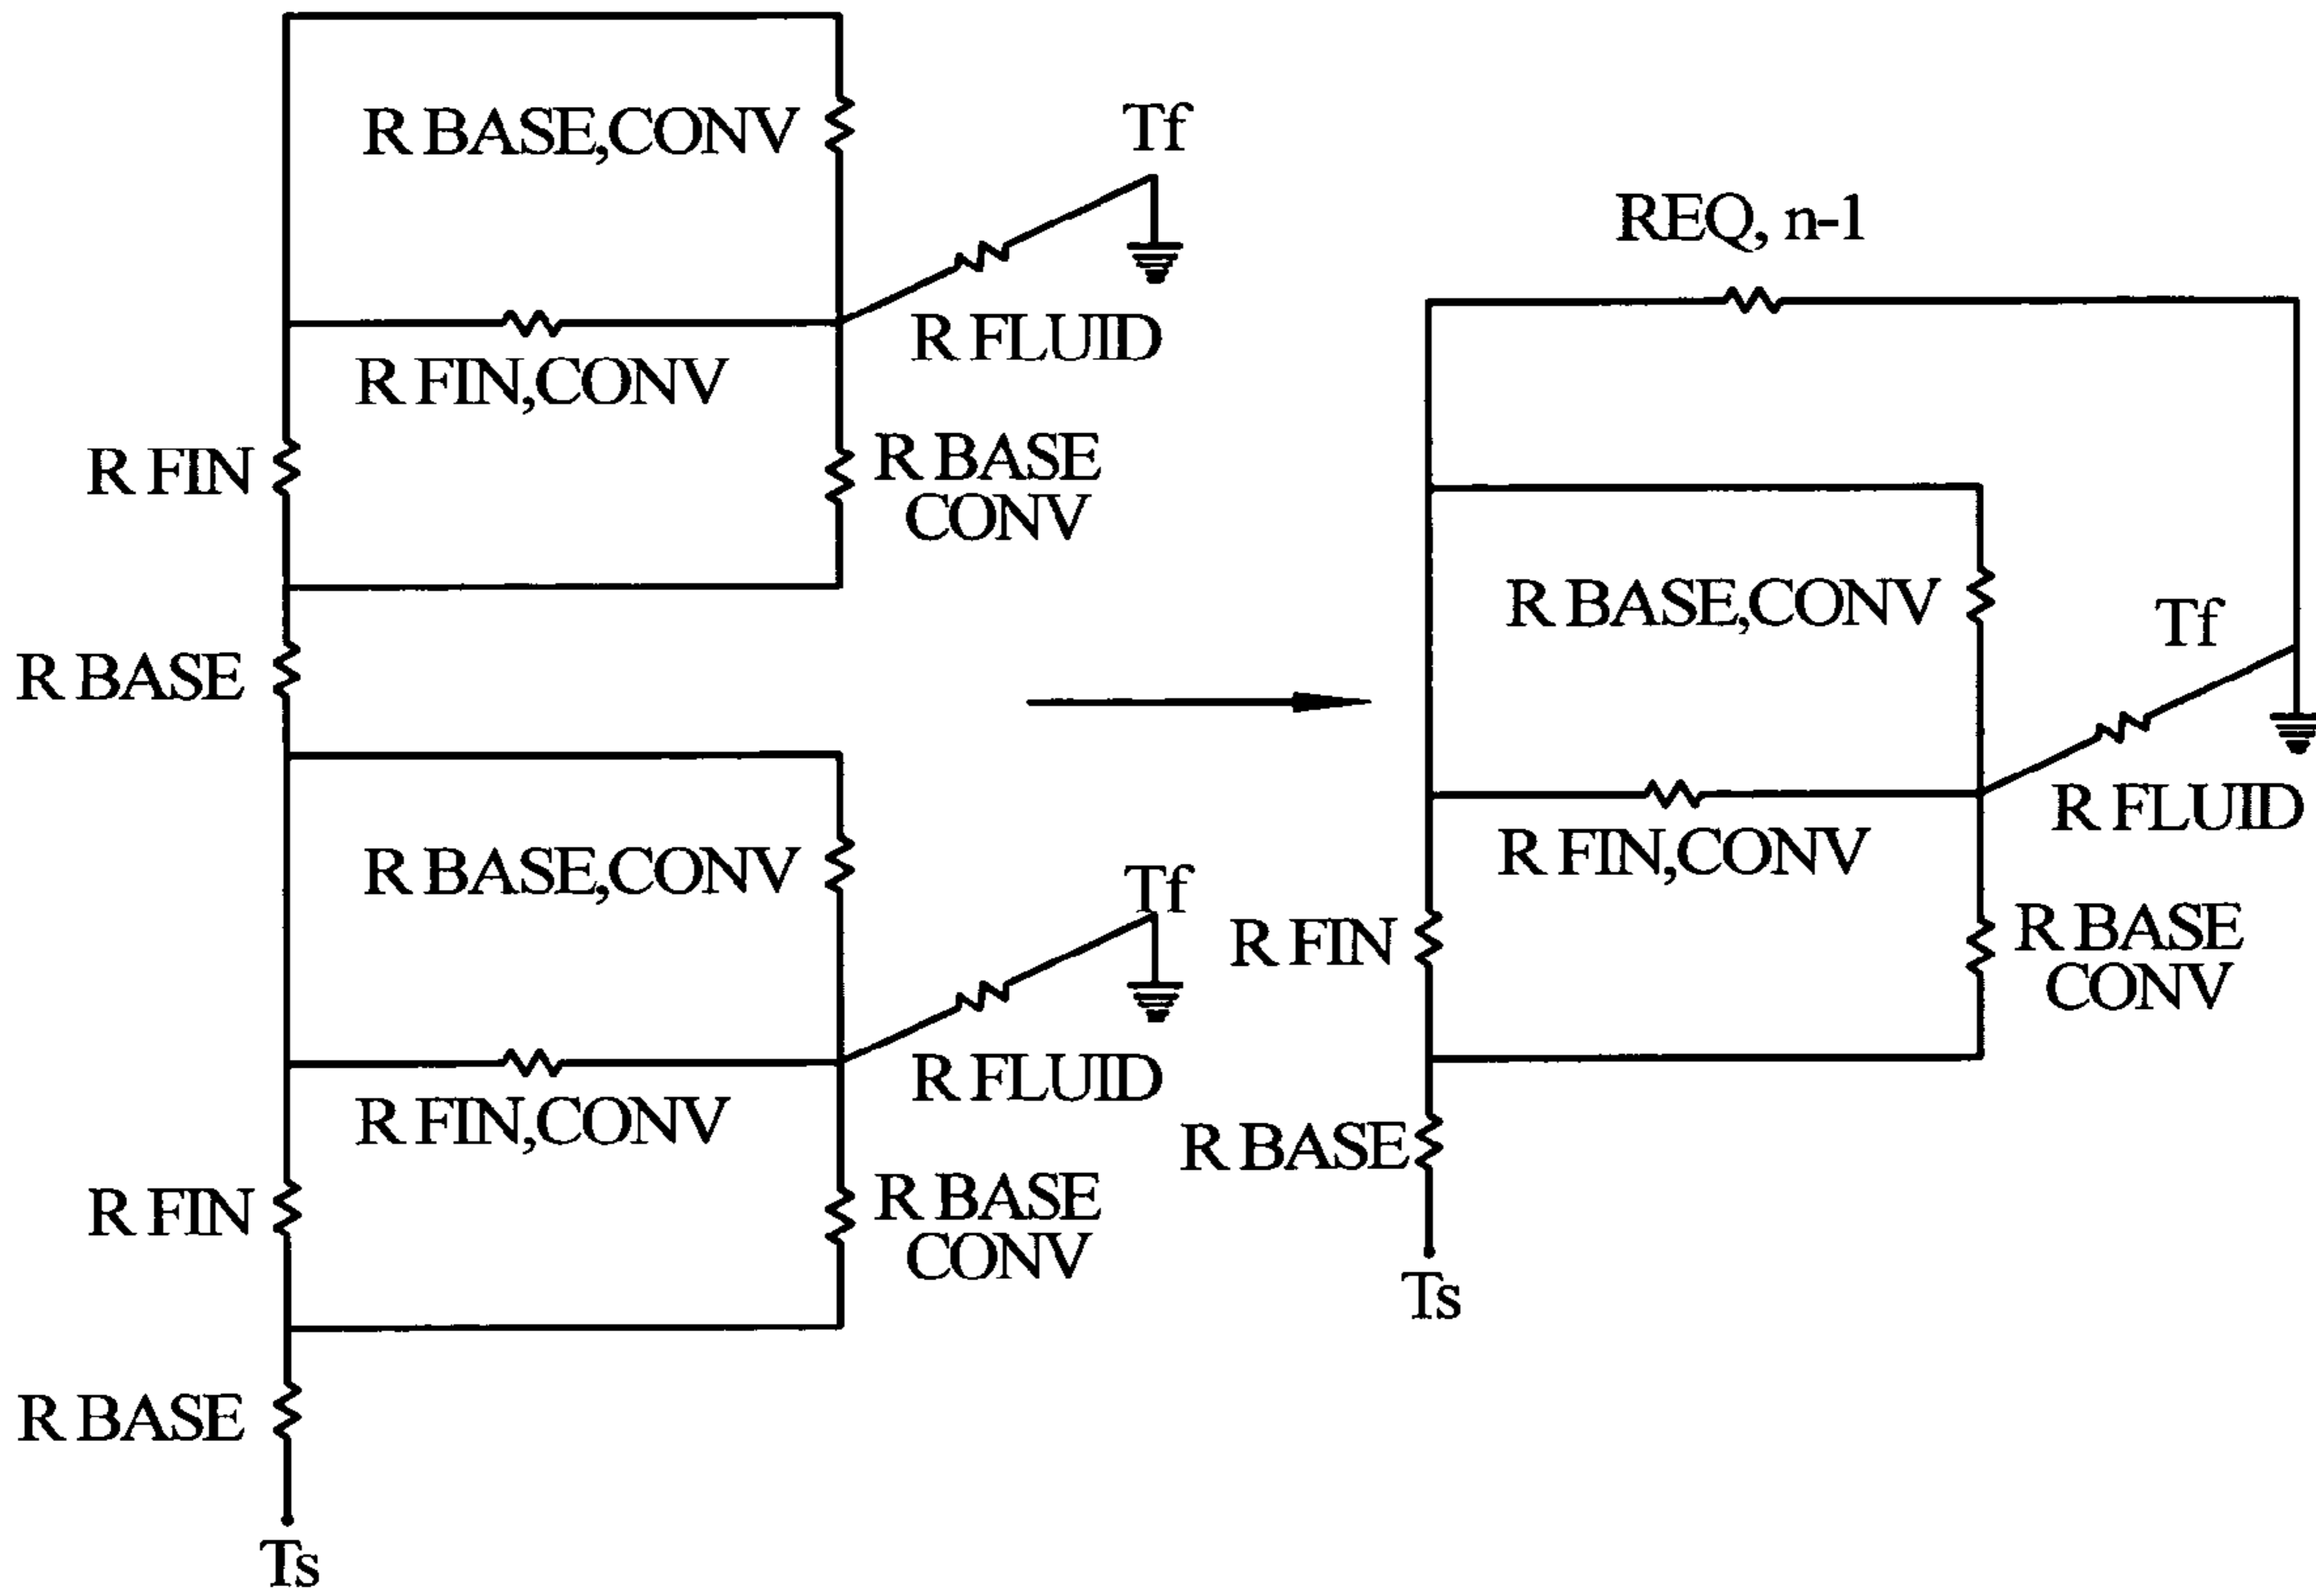 R BASE,CONV
Tf
R FLUID
R FIN,CONV
R FIN
R BASE
CONV
R BASE
R BASE,CONV
Tf
R FLUID
R FIN,CONV
R FIN
R BASE
CONV
R BASE
Ts
REQ, n-1
R BASE,CONV
Tf
R FLUID
R FIN,CONV
R FIN
R BASE
CONV
R BASE
Ts